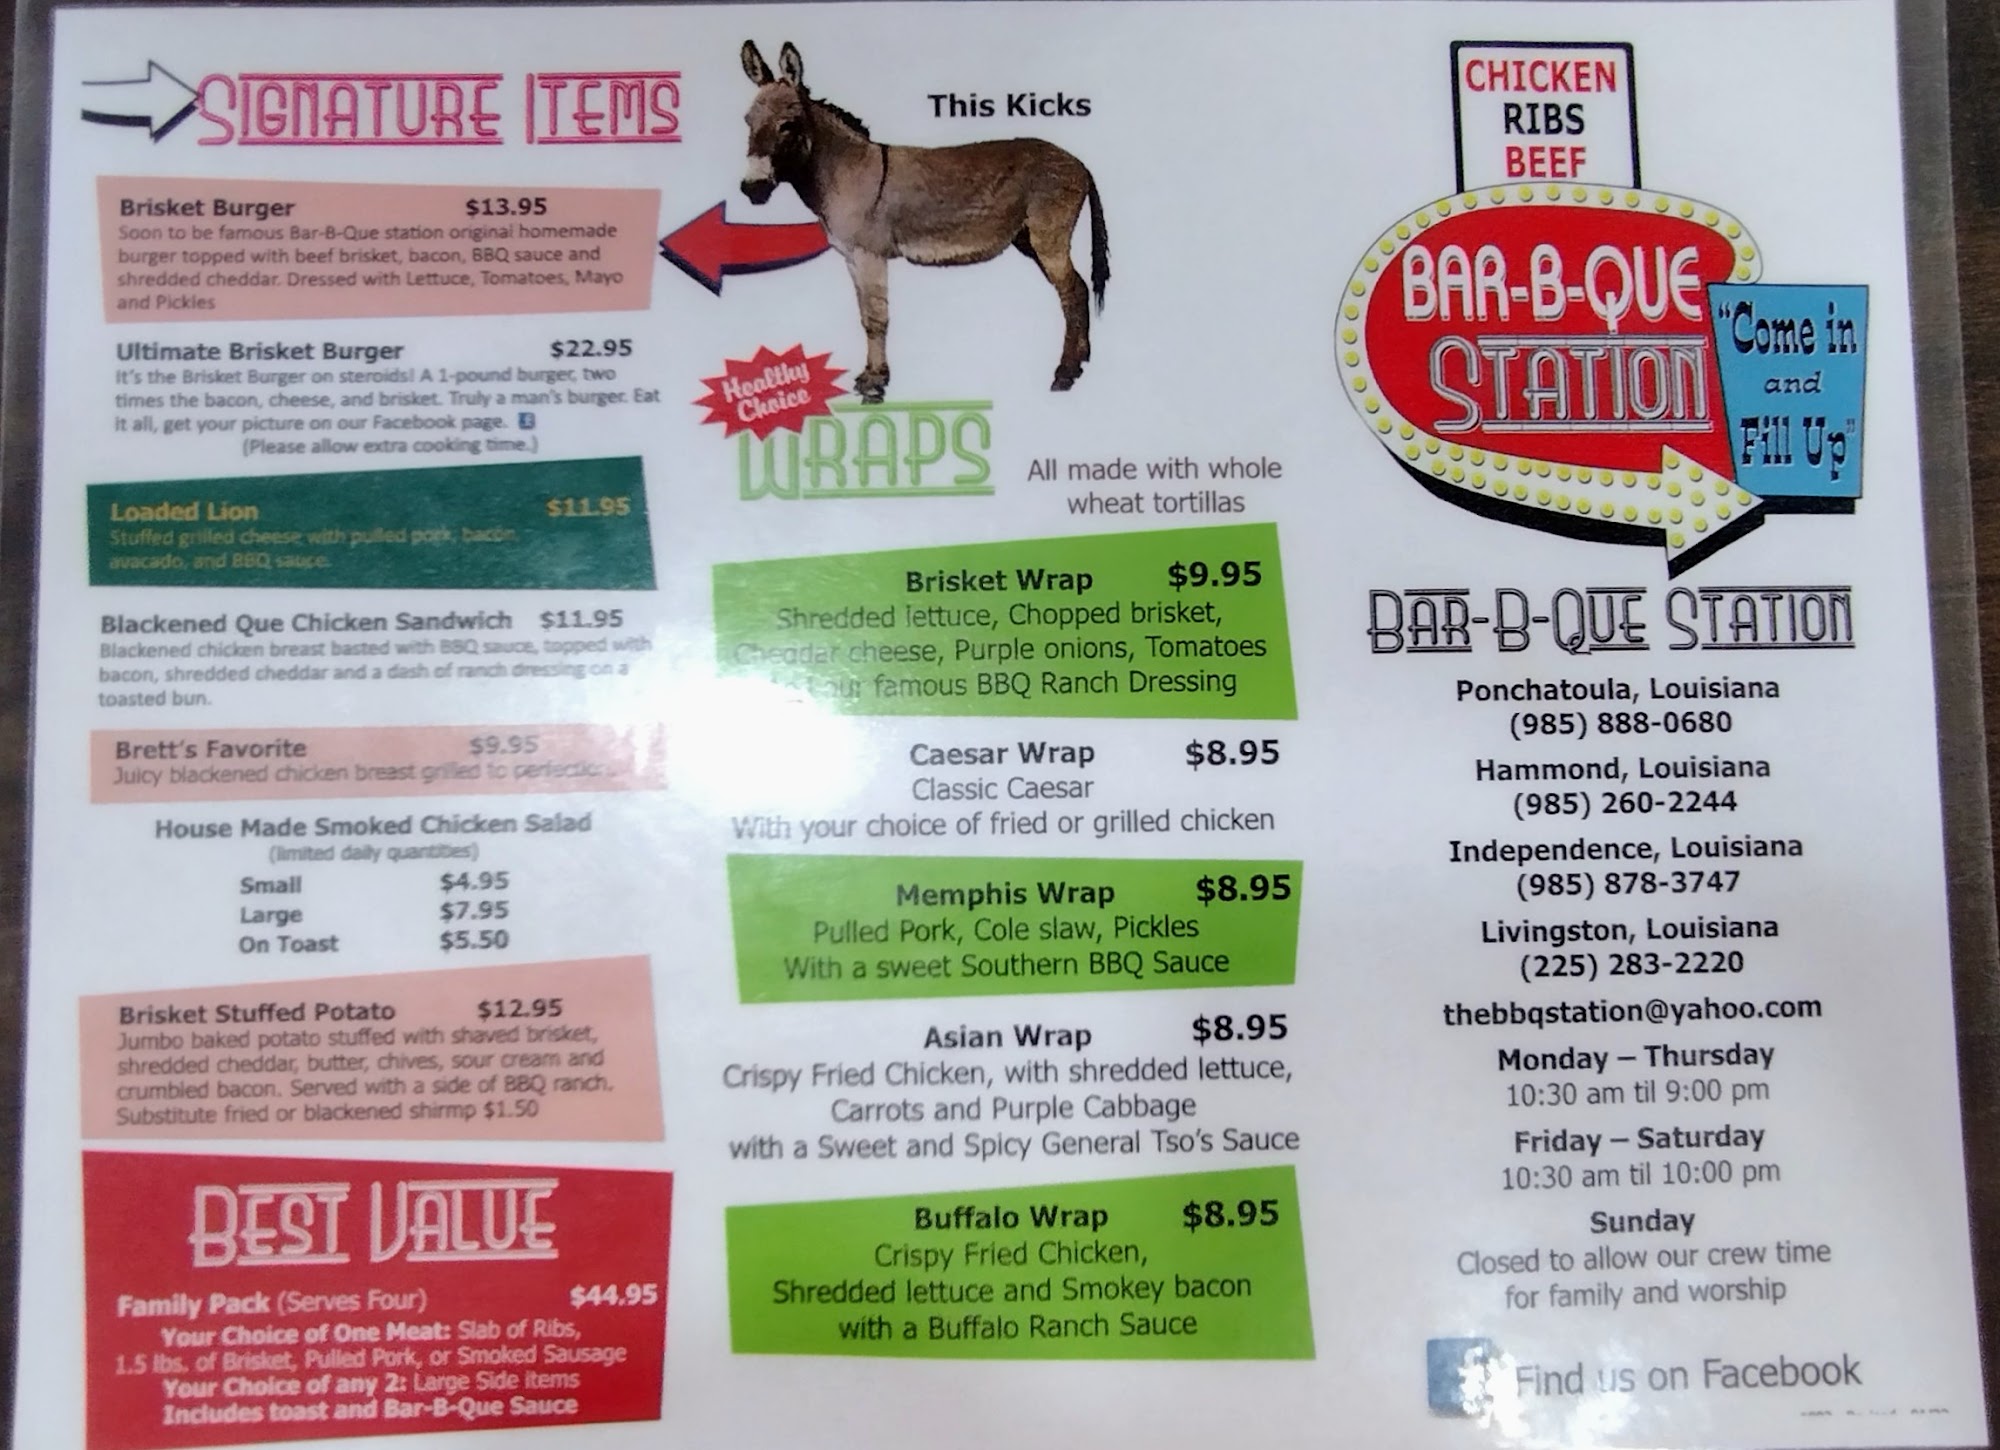 SIGNATURE ITEMS
Brisket Burger $13.95
Soon to be famous Bar-B-Que station original homemade
burger topped with beef brisket, bacon, BBQ sauce and
shredded cheddar. Dressed with Lettuce, Tomatoes, Mayo
and Pickles
Ultimate Brisket Burger $22.95
It's the Brisket Burger on steroids! A 1-pound burger, two
times the bacon, cheese, and brisket. Truly a man's burger. Eat
it all, get your picture on our Facebook page.
(Please allow extra cooking time.)
Loaded Lion $11.95
Stuffed grilled cheese with pulled pork, bacon,
avacado, and BBQ sauce.
Blackened Que Chicken Sandwich $11.95
Blackened chicken breast basted with BBQ sauce, topped with
bacon, shredded cheddar and a dash of ranch dressing on a
toasted bun.
Brett's Favorite $9.95
Juicy blackened chicken breast grilled to perfection.
House Made Smoked Chicken Salad
(limited daily quantities)
Small $4.95
Large $7.95
On Toast $5.50
Brisket Stuffed Potato $12.95
Jumbo baked potato stuffed with shaved brisket,
shredded cheddar, butter, chives, sour cream and
crumbled bacon. Served with a side of BBQ ranch.
Substitute fried or blackened shirmp $1.50
BEST VALUE
Family Pack (Serves Four) $44.95
Your Choice of One Meat: Slab of Ribs,
1.5 lbs. of Brisket, Pulled Pork, or Smoked Sausage
Your Choice of any 2: Large Side items
Includes toast and Bar-B-Que Sauce
This Kicks
Healthy
Choice
WRAPS
All made with whole
wheat tortillas
Brisket Wrap $9.95
Shredded lettuce, Chopped brisket,
Cheddar cheese, Purple onions, Tomatoes
our famous BBQ Ranch Dressing
Caesar Wrap $8.95
Classic Caesar
With your choice of fried or grilled chicken
Memphis Wrap $8.95
Pulled Pork, Cole slaw, Pickles
With a sweet Southern BBQ Sauce
Asian Wrap $8.95
Crispy Fried Chicken, with shredded lettuce,
Carrots and Purple Cabbage
with a Sweet and Spicy General Tso's Sauce
Buffalo Wrap $8.95
Crispy Fried Chicken,
Shredded lettuce and Smokey bacon
with a Buffalo Ranch Sauce
CHICKEN
RIBS
BEEF
BAR-B-QUE
STATION
"Come in
and
Fill Up"
BAR-B-QUE STATION
Ponchatoula, Louisiana
(985) 888-0680
Hammond, Louisiana
(985) 260-2244
Independence, Louisiana
(985) 878-3747
Livingston, Louisiana
(225) 283-2220
thebbqstation@yahoo.com
Monday – Thursday
10:30 am til 9:00 pm
Friday – Saturday
10:30 am til 10:00 pm
Sunday
Closed to allow our crew time
for family and worship
Find us on Facebook